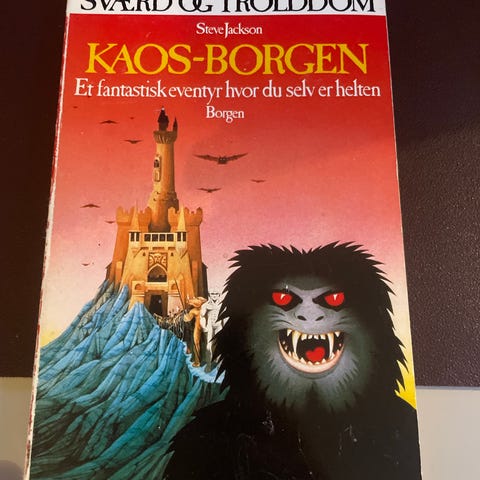 SVÆRD OG TROLDDOM
Steve Jackson
KAOS-BORGEN
Et fantastisk eventyr hvor du selv er helten
Borgen